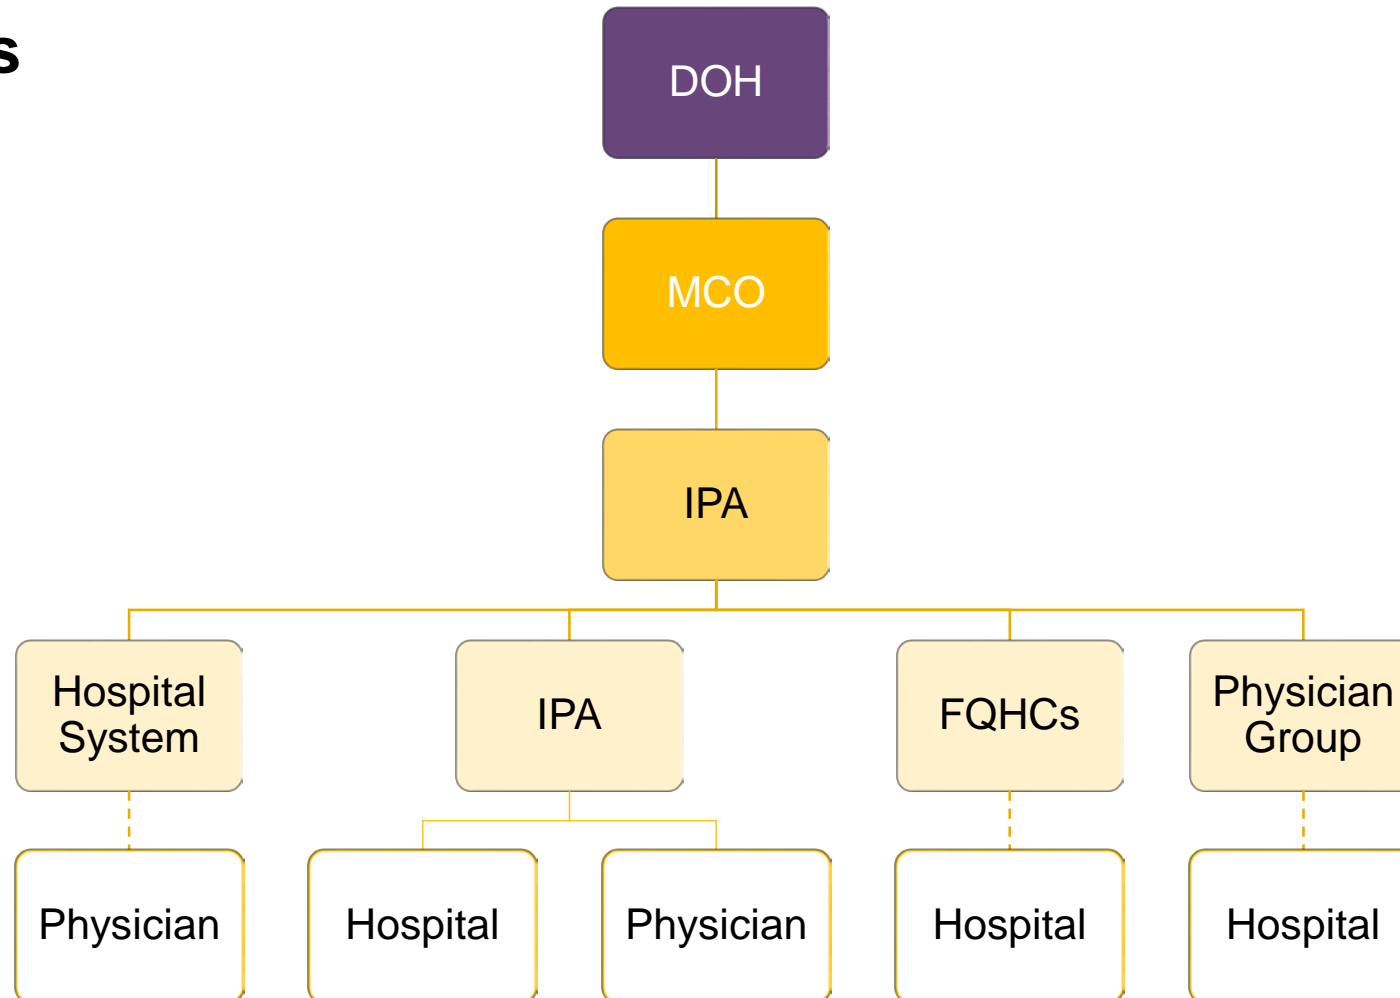 s
DOH
MCO
IPA
Hospital
System
IPA
FQHCs
Physician
Group
Physician
Hospital
Physician
Hospital
Hospital